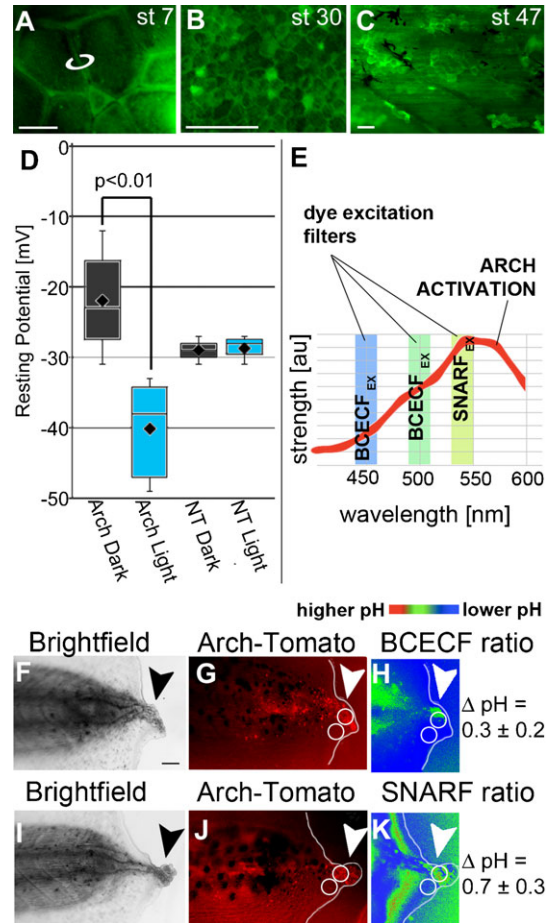 A st 7
B st 30
C st 47
D
0
-10
-20
-30
-40
-50
Resting Potential [mV]
p<0.01
Arch Dark
Arch Light
NT Dark
NT Light
E
dye excitation
filters
ARCH
ACTIVATION
strength [au]
BCECF EX
BCECF EX
SNARF EX
450 500 550 600
wavelength [nm]
higher pH lower pH
Brightfield Arch-Tomato BCECF ratio
F G H
Δ pH =
0.3 ± 0.2
Brightfield Arch-Tomato SNARF ratio
I J K
Δ pH =
0.7 ± 0.3